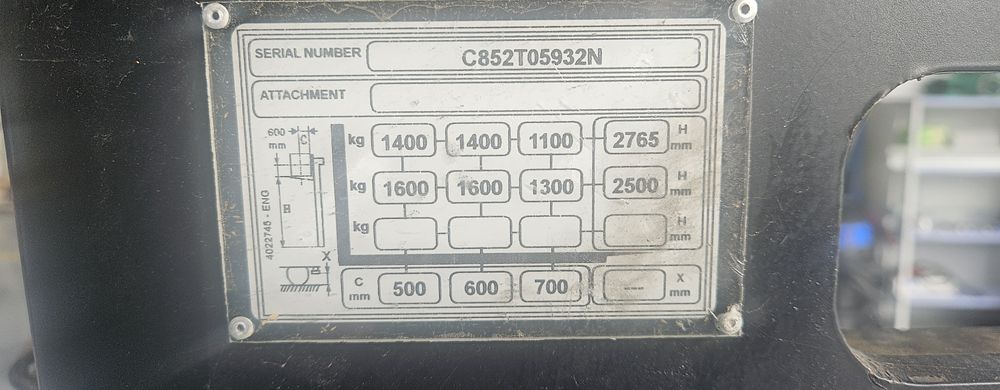 SERIAL NUMBER C852T05932N
ATTACHMENT
600 mm C
kg 1400 1400 1100 2765 H mm
kg 1600 1600 1300 2500 H mm
kg H mm
H
X
4022745 - ENG
C mm 500 600 700 X mm